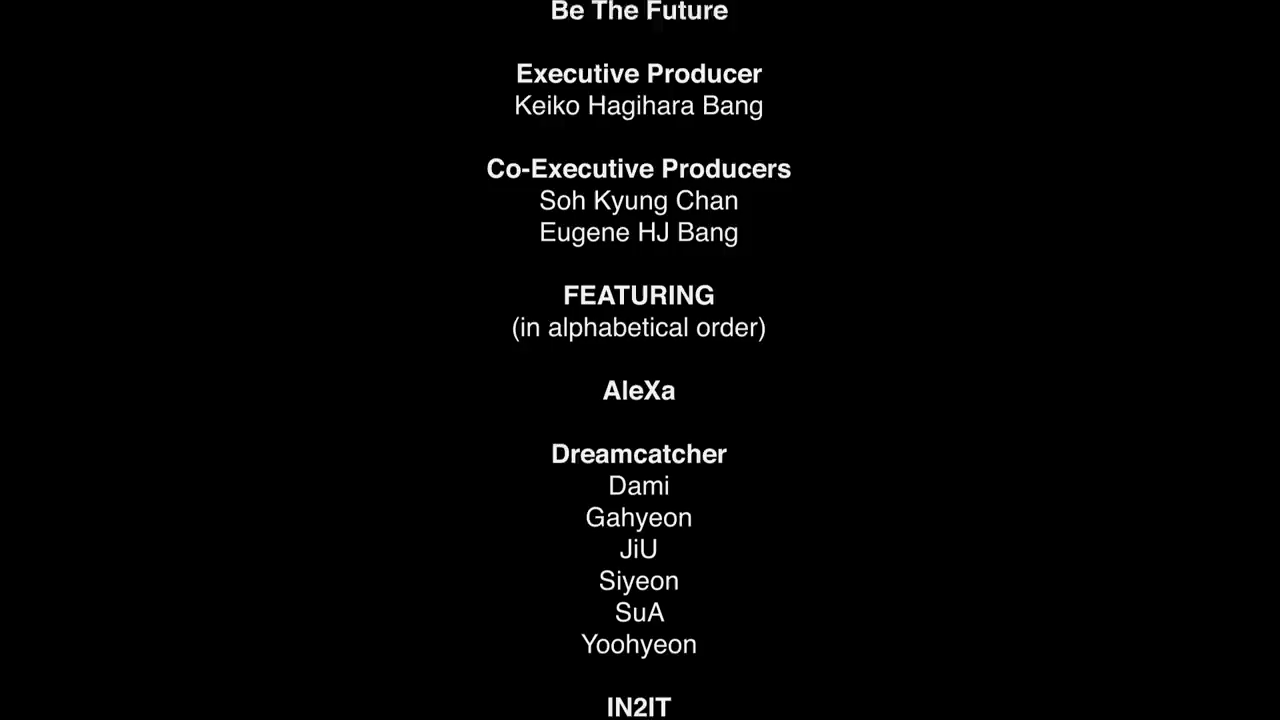 Be The Future
Executive Producer
Keiko Hagihara Bang
Co-Executive Producers
Soh Kyung Chan
Eugene HJ Bang
FEATURING
(in alphabetical order)
AleXa
Dreamcatcher
Dami
Gahyeon
JiU
Siyeon
SuA
Yoohyeon
IN2IT